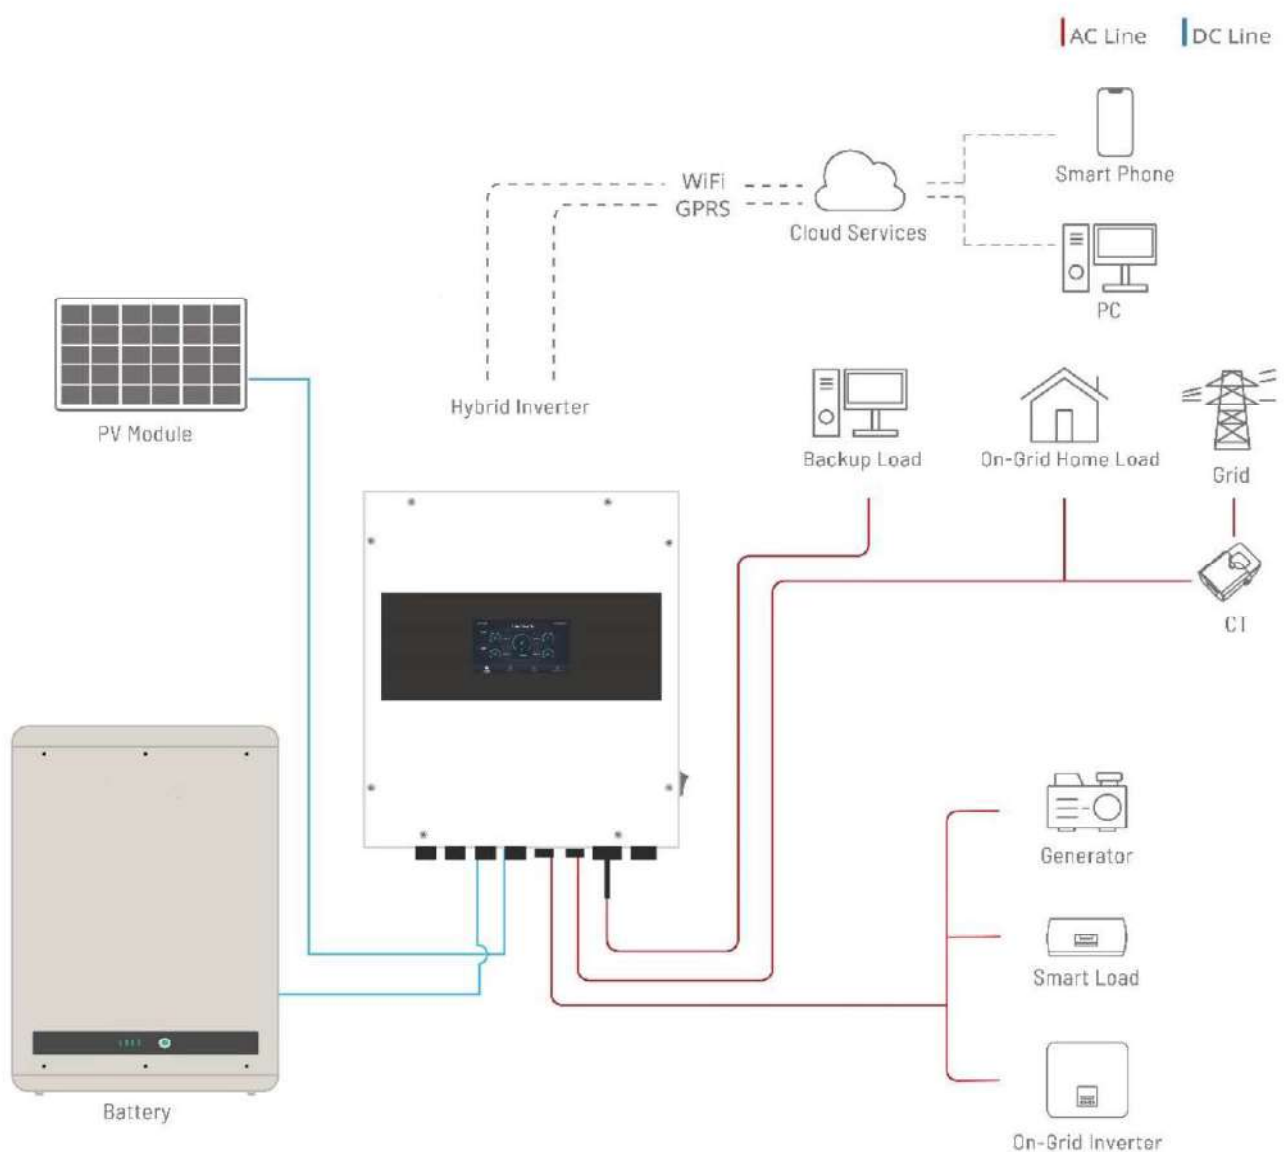 AC Line
DC Line
Smart Phone
WiFi
GPRS
Cloud Services
PC
Hybrid Inverter
PV Module
Backup Load
On-Grid Home Load
Grid
CT
Generator
Smart Load
Battery
On-Grid Inverter